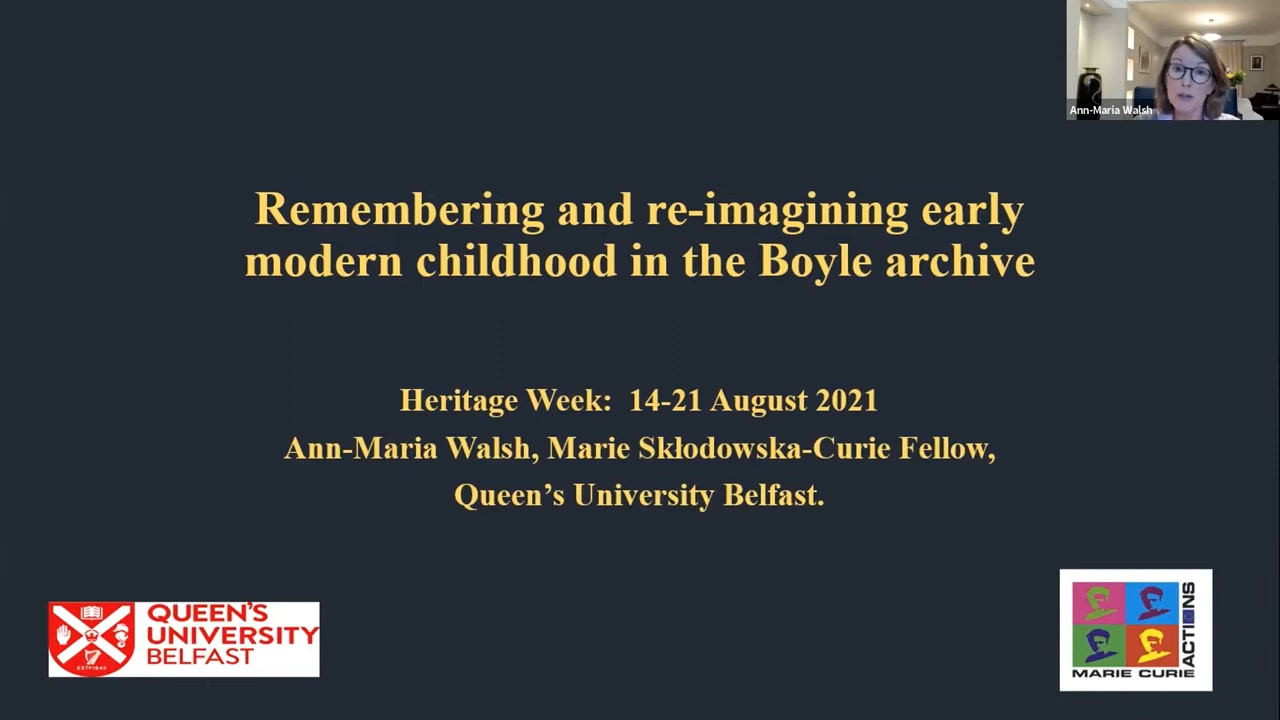 Ann-Maria Walsh
Remembering and re-imagining early
modern childhood in the Boyle archive
Heritage Week: 14-21 August 2021
Ann-Maria Walsh, Marie Skłodowska-Curie Fellow,
Queen's University Belfast.
QUEEN'S
UNIVERSITY
BELFAST
ESTD1845
MARIE CURIE
ACTIONS